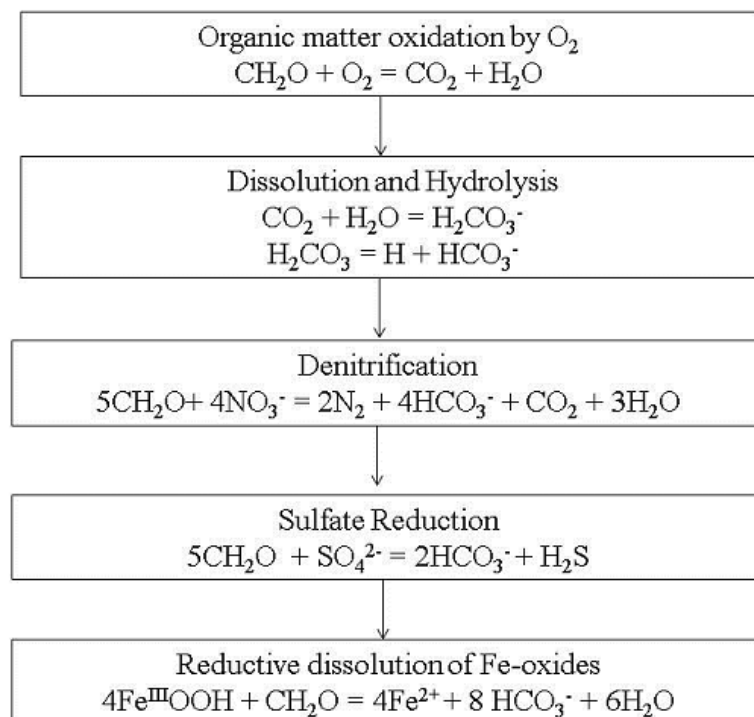 Organic matter oxidation by O₂
CH₂O + O₂ = CO₂ + H₂O
Dissolution and Hydrolysis
CO₂ + H₂O = H₂CO₃⁻
H₂CO₃ = H + HCO₃⁻
Denitrification
5CH₂O+ 4NO₃⁻ = 2N₂ + 4HCO₃⁻ + CO₂ + 3H₂O
Sulfate Reduction
5CH₂O + SO₄²⁻ = 2HCO₃⁻ + H₂S
Reductive dissolution of Fe-oxides
4FeᴵᴵᴵOOH + CH₂O = 4Fe²⁺ + 8 HCO₃⁻ + 6H₂O